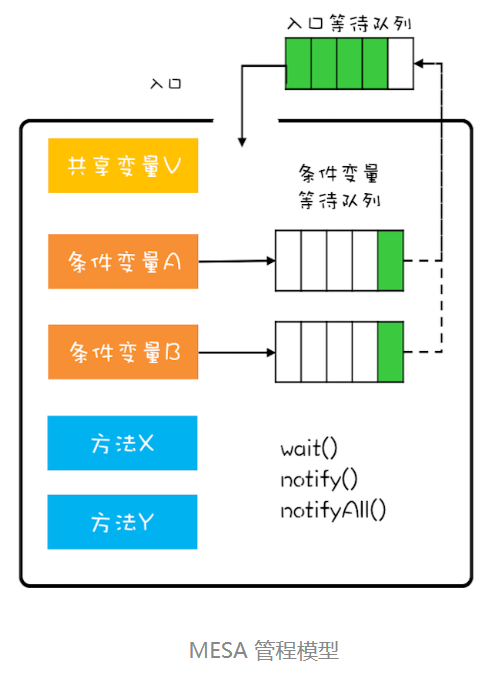 入口等待队列
入口
共享变量V
条件变量
等待队列
条件变量A
条件变量B
方法X
方法Y
wait()
notify()
notifyAll()
MESA 管程模型